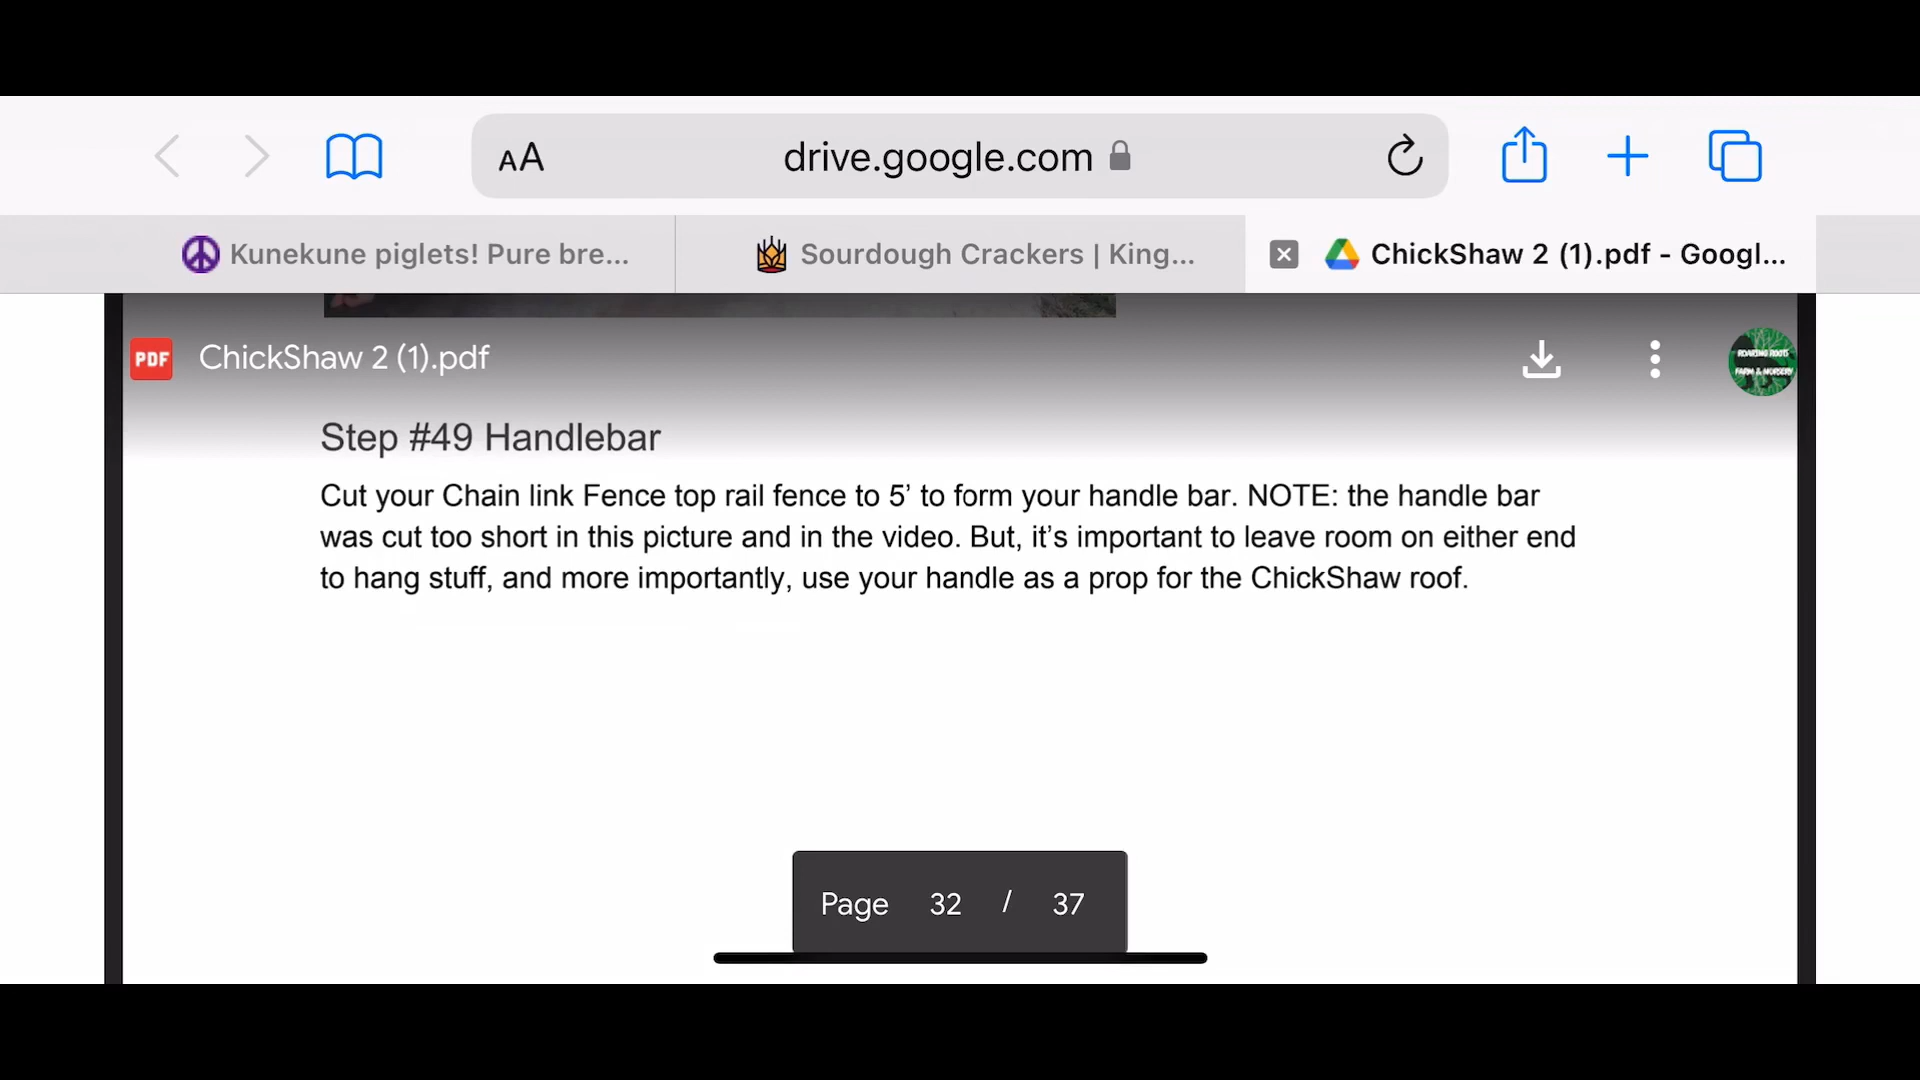 AA drive.google.com
Kunekune piglets! Pure bre... Sourdough Crackers | King... ChickShaw 2 (1).pdf - Googl...
PDF ChickShaw 2 (1).pdf ROARING ROOTS
FARM & NURSERY
Step #49 Handlebar
Cut your Chain link Fence top rail fence to 5’ to form your handle bar. NOTE: the handle bar
was cut too short in this picture and in the video. But, it’s important to leave room on either end
to hang stuff, and more importantly, use your handle as a prop for the ChickShaw roof.
Page 32 / 37